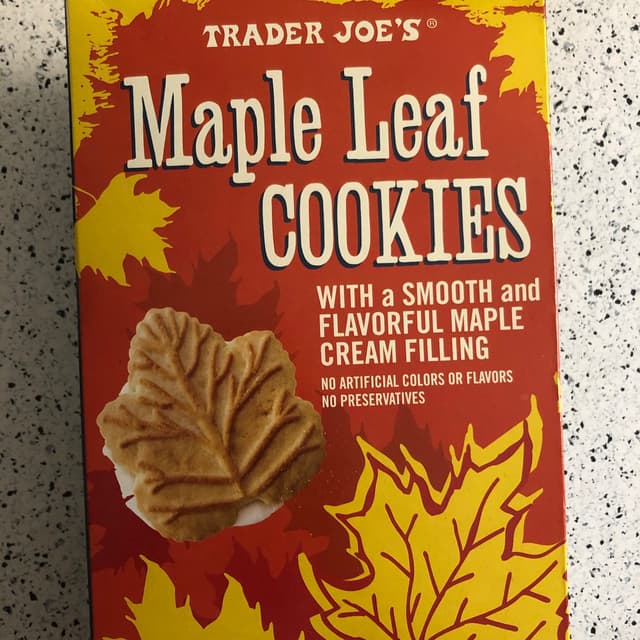 TRADER JOE'S®
Maple Leaf
COOKIES
WITH a SMOOTH and
FLAVORFUL MAPLE
CREAM FILLING
NO ARTIFICIAL COLORS OR FLAVORS
NO PRESERVATIVES